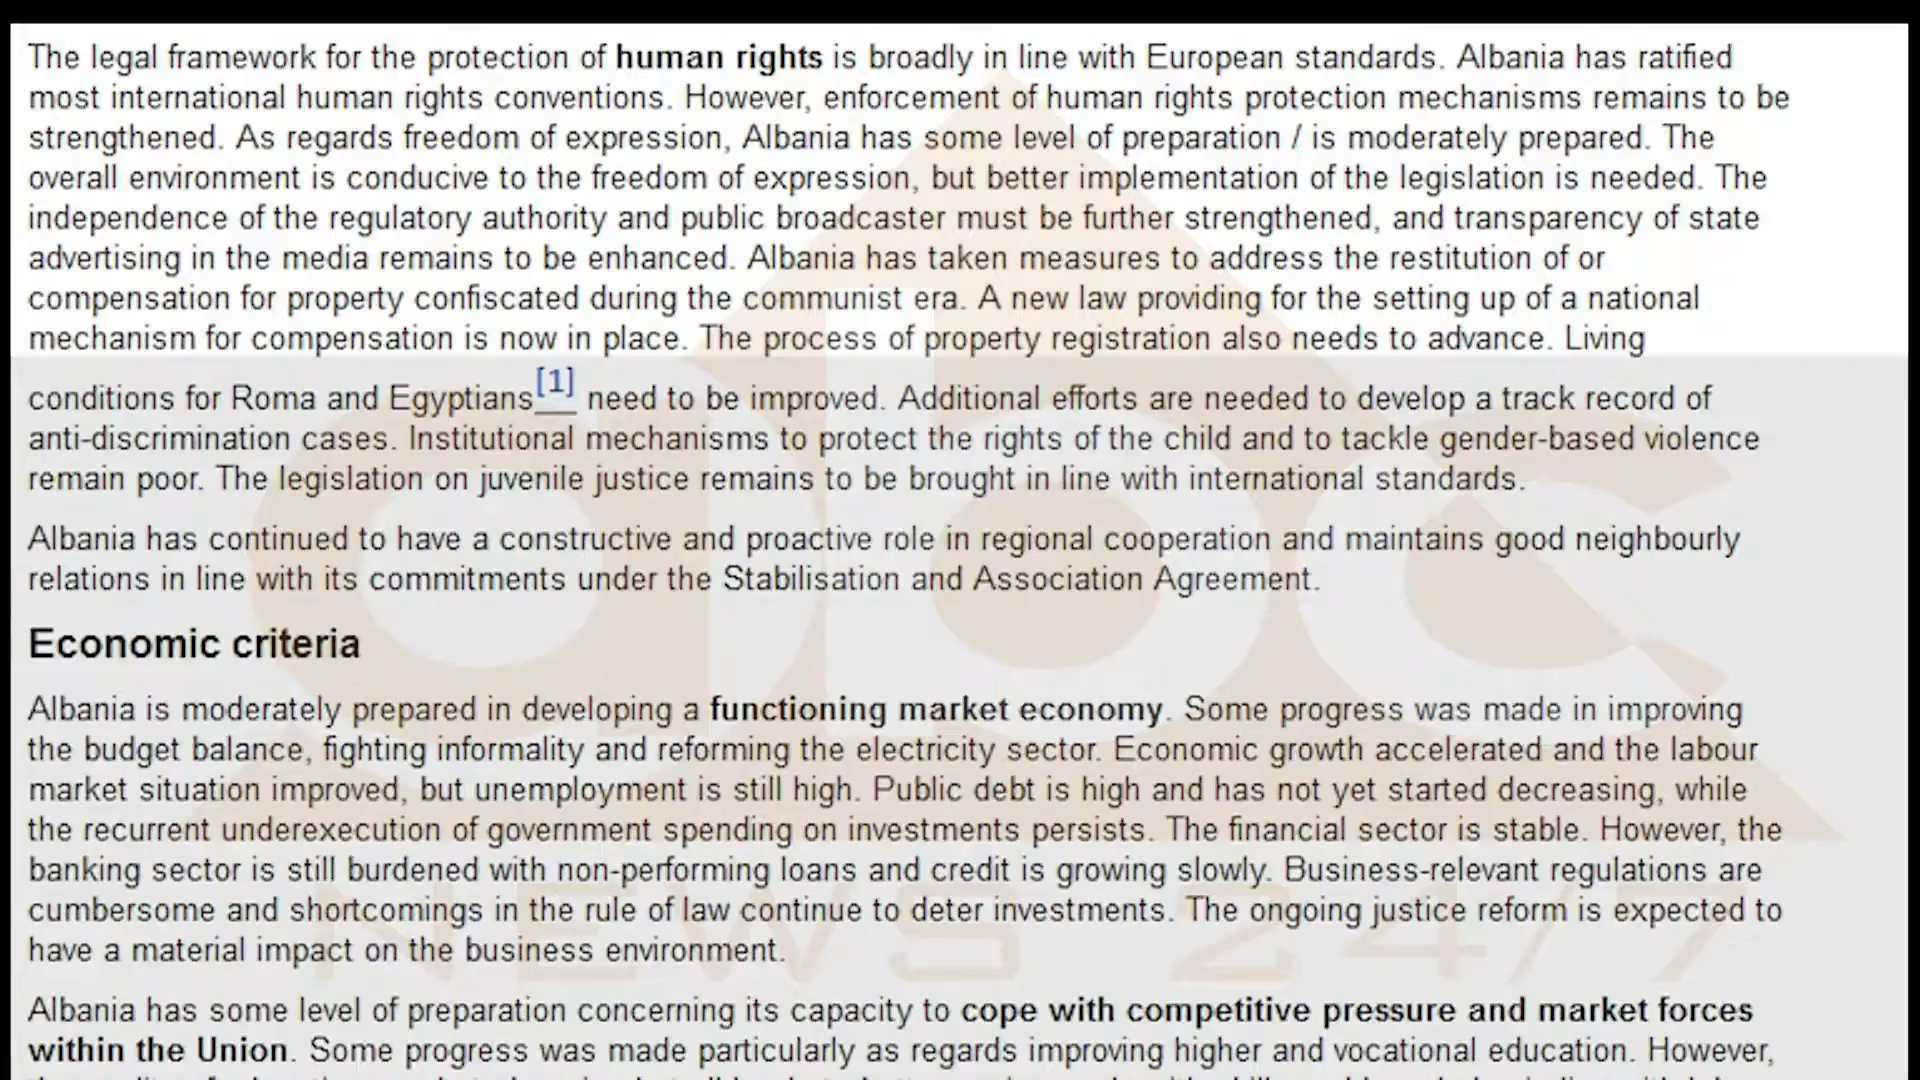 The legal framework for the protection of human rights is broadly in line with European standards. Albania has ratified
most international human rights conventions. However, enforcement of human rights protection mechanisms remains to be
strengthened. As regards freedom of expression, Albania has some level of preparation / is moderately prepared. The
overall environment is conducive to the freedom of expression, but better implementation of the legislation is needed. The
independence of the regulatory authority and public broadcaster must be further strengthened, and transparency of state
advertising in the media remains to be enhanced. Albania has taken measures to address the restitution of or
compensation for property confiscated during the communist era. A new law providing for the setting up of a national
mechanism for compensation is now in place. The process of property registration also needs to advance. Living
conditions for Roma and Egyptians[1] need to be improved. Additional efforts are needed to develop a track record of
anti-discrimination cases. Institutional mechanisms to protect the rights of the child and to tackle gender-based violence
remain poor. The legislation on juvenile justice remains to be brought in line with international standards.
Albania has continued to have a constructive and proactive role in regional cooperation and maintains good neighbourly
relations in line with its commitments under the Stabilisation and Association Agreement.
Economic criteria
Albania is moderately prepared in developing a functioning market economy. Some progress was made in improving
the budget balance, fighting informality and reforming the electricity sector. Economic growth accelerated and the labour
market situation improved, but unemployment is still high. Public debt is high and has not yet started decreasing, while
the recurrent underexecution of government spending on investments persists. The financial sector is stable. However, the
banking sector is still burdened with non-performing loans and credit is growing slowly. Business-relevant regulations are
cumbersome and shortcomings in the rule of law continue to deter investments. The ongoing justice reform is expected to
have a material impact on the business environment.
Albania has some level of preparation concerning its capacity to cope with competitive pressure and market forces
within the Union. Some progress was made particularly as regards improving higher and vocational education. However,
abc
NEWS 24/7